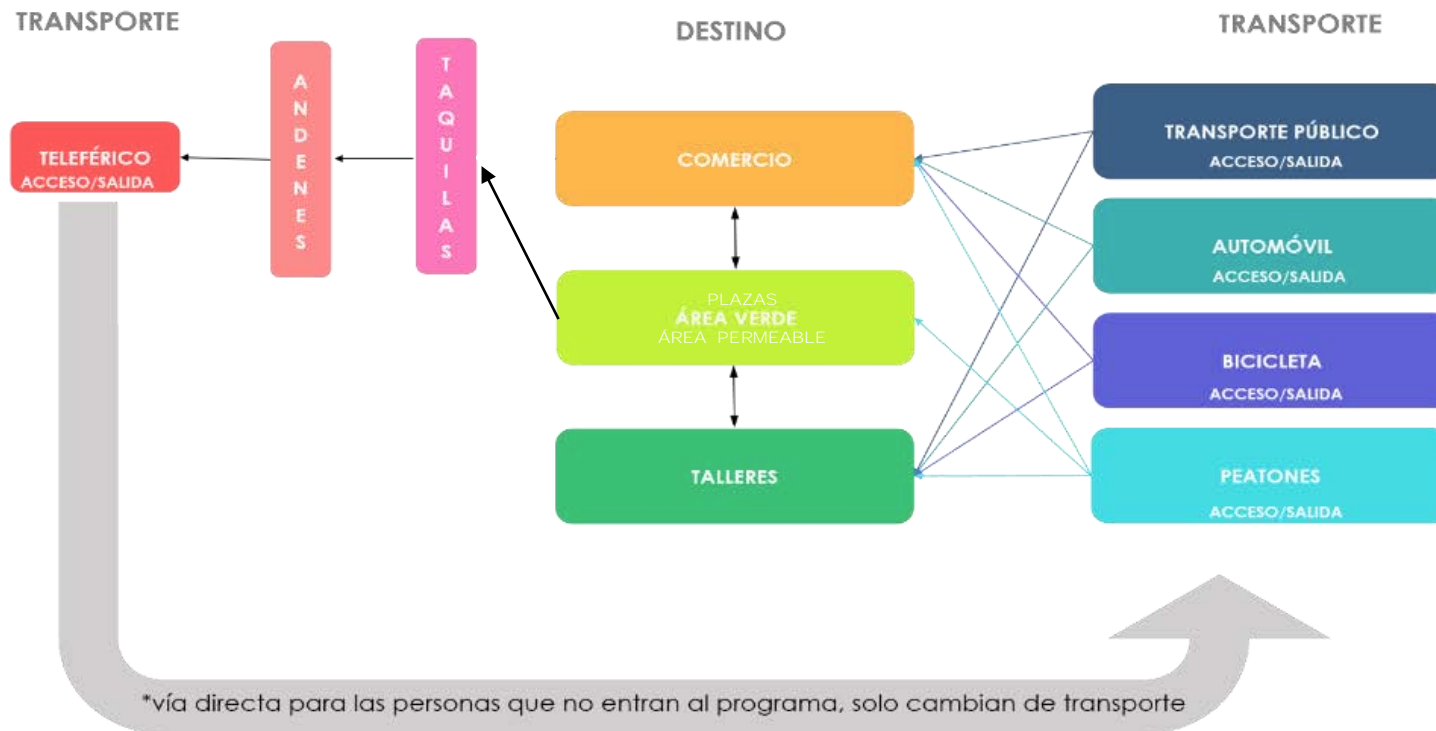 TRANSPORTE
DESTINO
TRANSPORTE
TELEFÉRICO
ACCESO/SALIDA
ANDENES
TAQUILAS
COMERCIO
PLAZAS
ÁREA VERDE
ÁREA PERMEABLE
TALLERES
TRANSPORTE PÚBLICO
ACCESO/SALIDA
AUTOMÓVIL
ACCESO/SALIDA
BICICLETA
ACCESO/SALIDA
PEATONES
ACCESO/SALIDA
*vía directa para las personas que no entran al programa, solo cambian de transporte